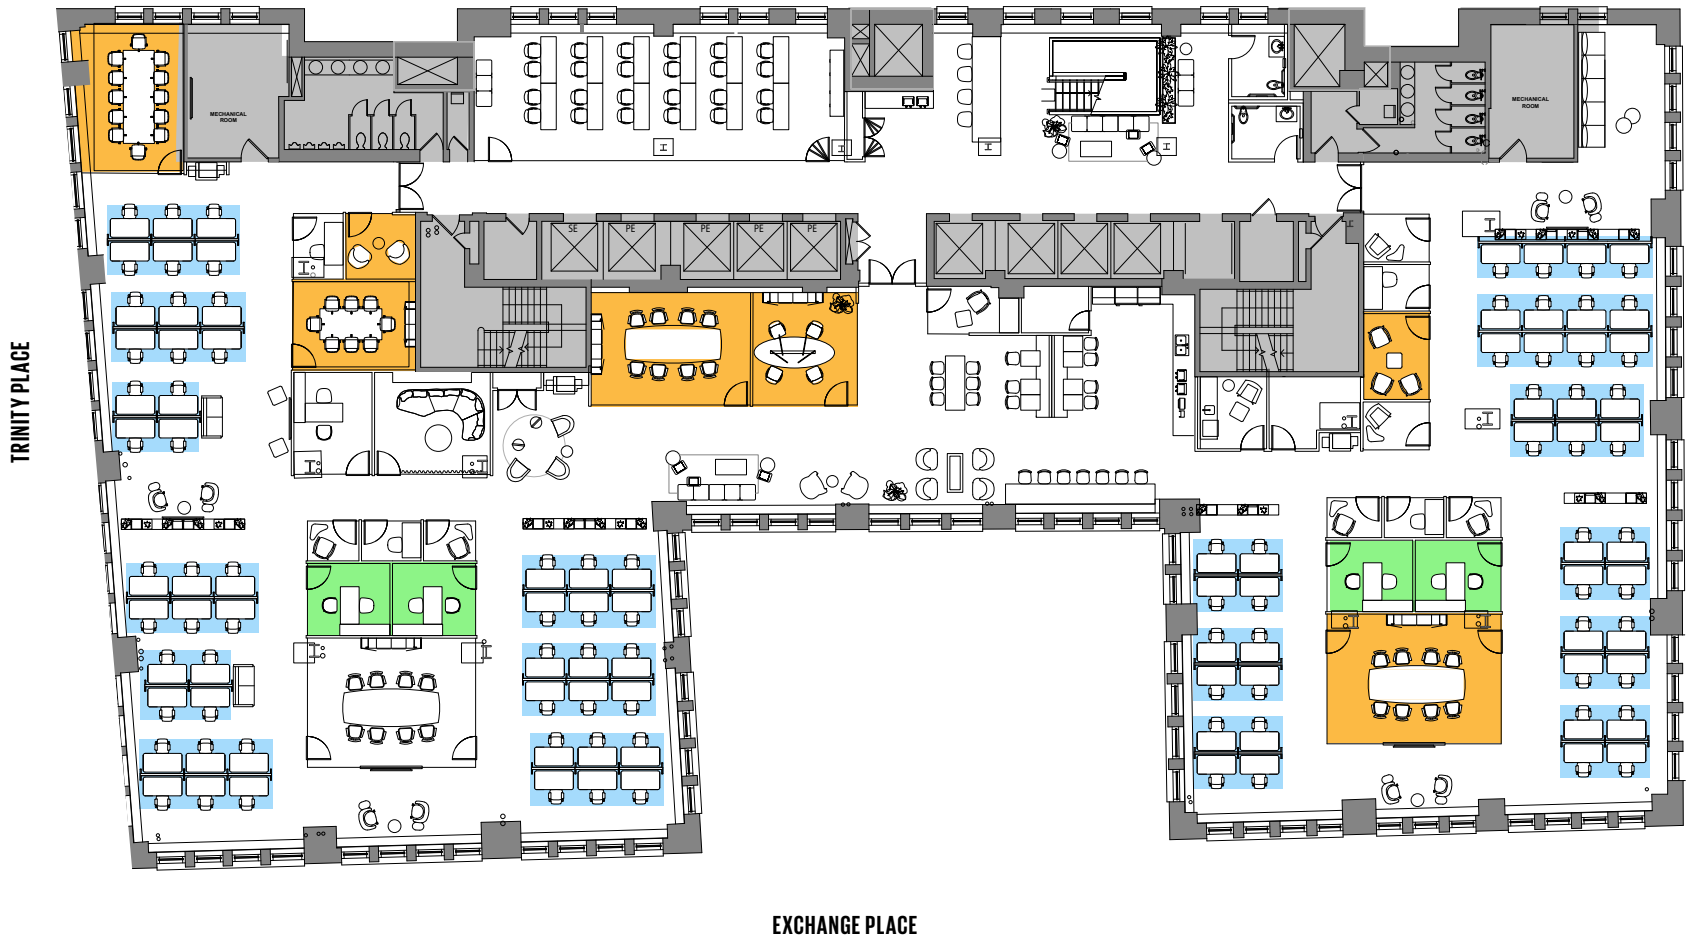 MECHANICAL
ROOM
MECHANICAL
ROOM
H
H
H
H
SE
PE
PE
PE
PE
TRINITY PLACE
EXCHANGE PLACE